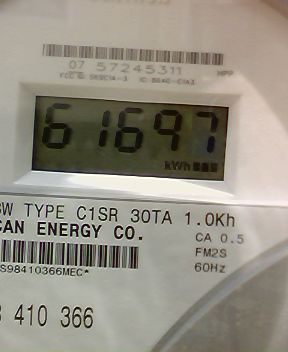 07 57245311
61697
kWh
SW TYPE C1SR 30TA 1.0Kh
CAN ENERGY CO. CA 0.5
FM2S
S98410366MEC* 60Hz
410 366